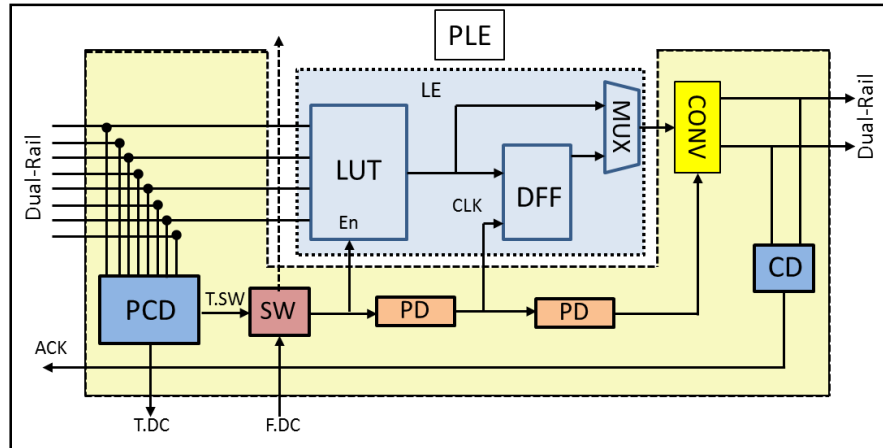 PLE
LE
MUX
CONV
Dual-Rail
Dual-Rail
LUT
DFF
CLK
En
CD
PCD
T.SW
SW
PD
PD
ACK
T.DC
F.DC